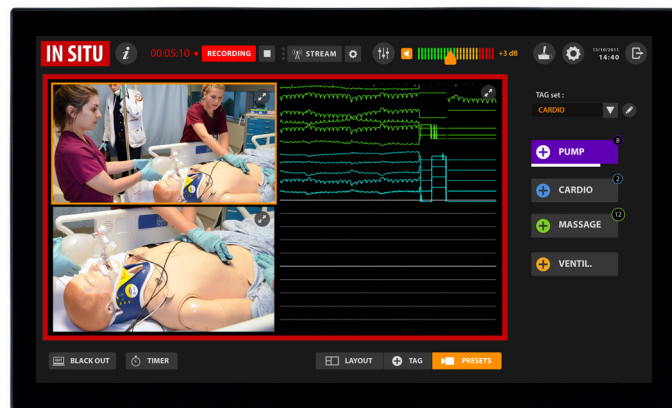 IN SITU
i
00:05:10
RECORDING
STREAM
+3 dB
13/10/2011
14:40
TAG set :
CARDIO
PUMP
8
CARDIO
2
MASSAGE
12
VENTIL.
BLACK OUT
TIMER
LAYOUT
TAG
PRESETS